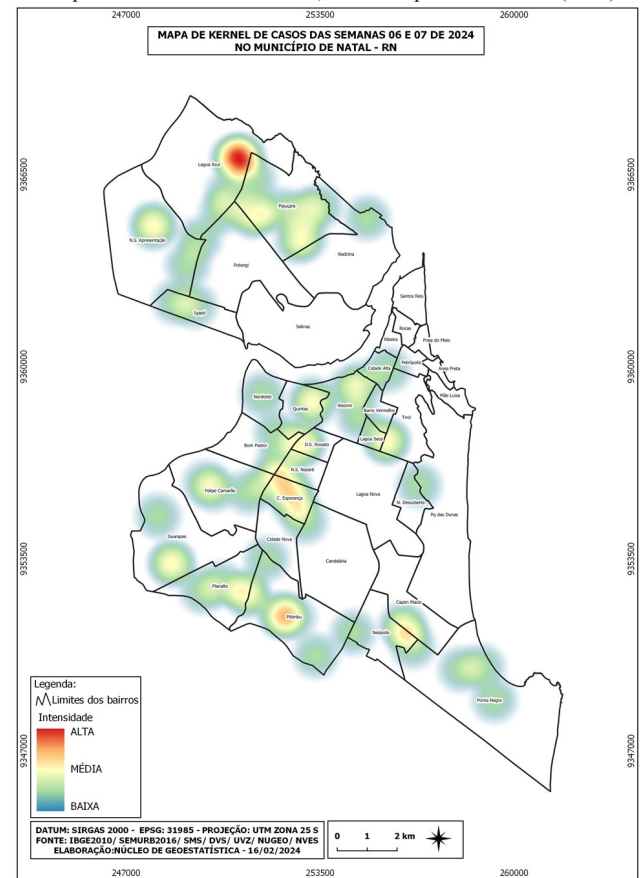 247000 253500 260000
MAPA DE KERNEL DE CASOS DAS SEMANAS 06 E 07 DE 2024
NO MUNICÍPIO DE NATAL - RN
9366500 9366500
Lagoa Azul
Pajuçara
N.S. Apresentação
Redinha
Potengi
Santos Reis
Igapó
Salinas
Rocas
Ribeira
Praia do Meio
9360000 9360000
Petrópolis
Cidade Alta
Areia Preta
Mãe Luiza
Nordeste
Quintas
Alecrim
Barro Vermelho
Tirol
Lagoa Seca
Bom Pastor
D.S. Rosado
N.S. Nazaré
Felipe Camarão
Lagoa Nova
C. Esperança
N. Descoberta
Pq das Dunas
Guarapes
Cidade Nova
9353500 9353500
Candelária
Planalto
Capim Macio
Pitimbu
Neópolis
Ponta Negra
Legenda:
Limites dos bairros
Intensidade
ALTA
MÉDIA
BAIXA
9347000 9347000
DATUM: SIRGAS 2000 - EPSG: 31985 - PROJEÇÃO: UTM ZONA 25 S
FONTE: IBGE2010/ SEMURB2016/ SMS/ DVS/ UVZ/ NUGEO/ NVES
ELABORAÇÃO:NÚCLEO DE GEOESTATÍSTICA - 16/02/2024
0 1 2 km
247000 253500 260000